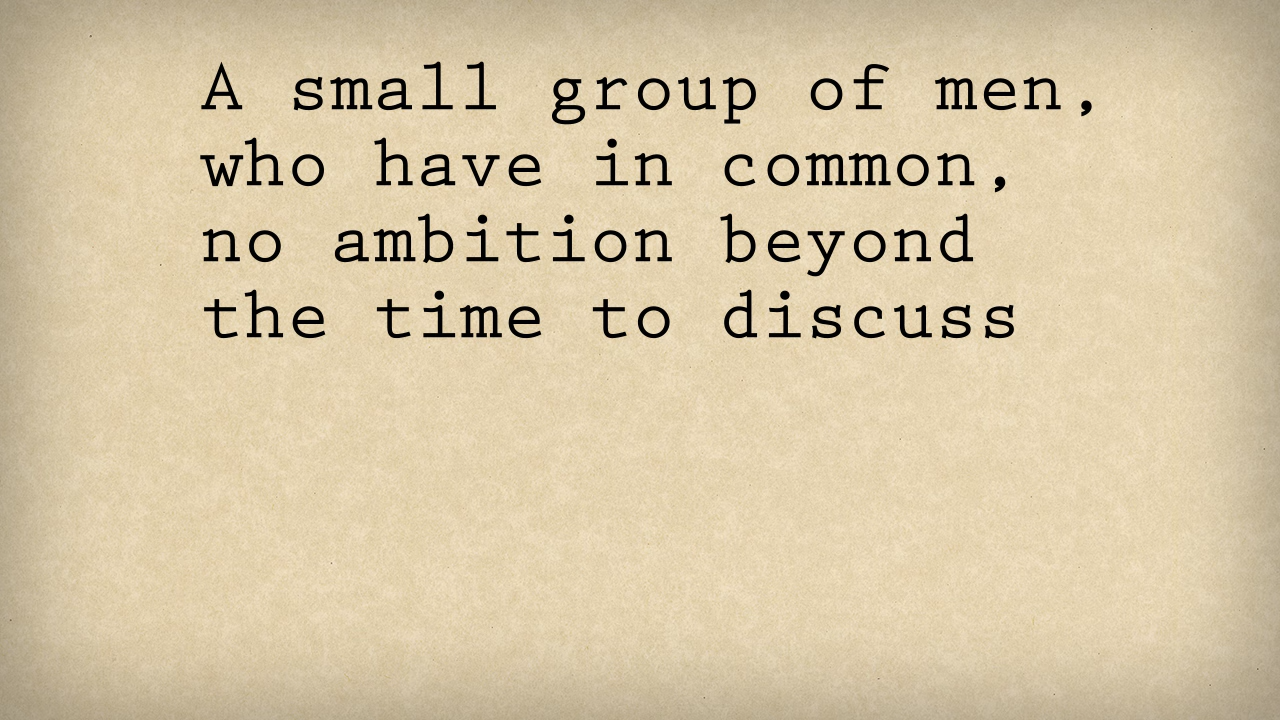 A small group of men,
who have in common,
no ambition beyond
the time to discuss